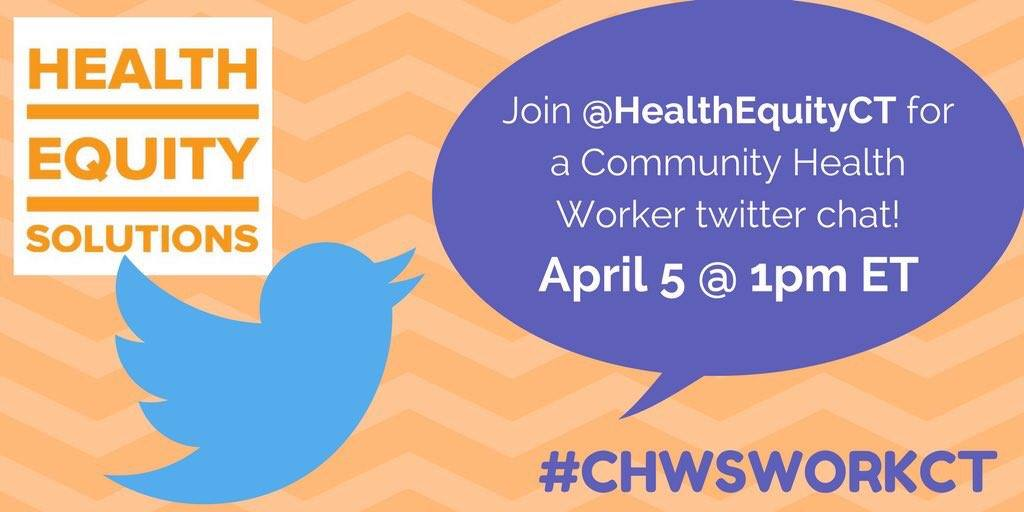 HEALTH
EQUITY
SOLUTIONS
Join @HealthEquityCT for
a Community Health
Worker twitter chat!
April 5 @ 1pm ET
#CHWSWORKCT